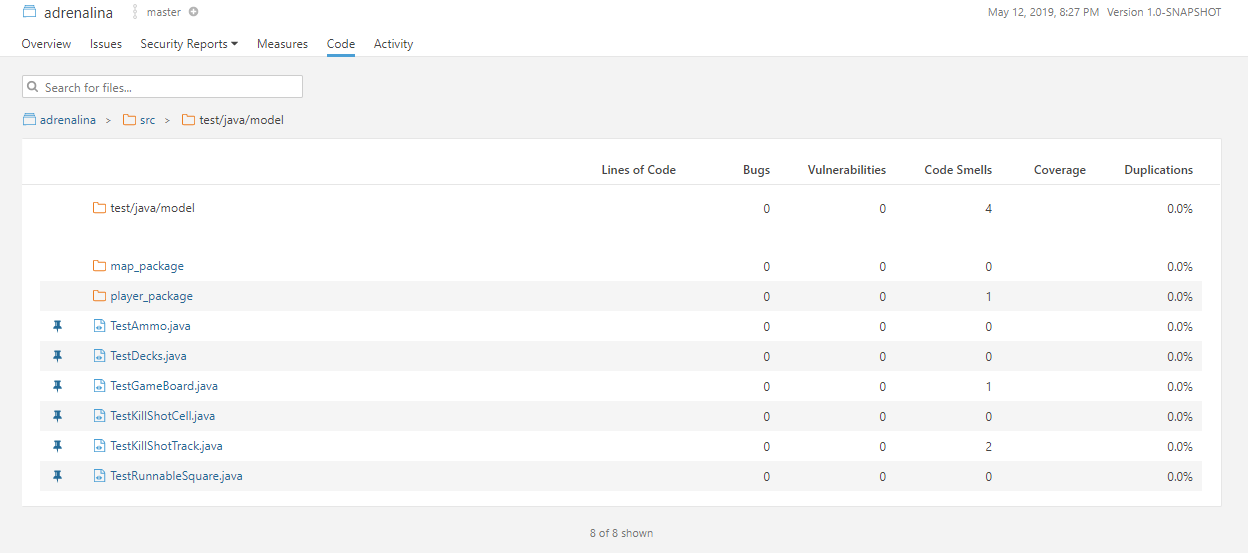 adrenalina master May 12, 2019, 8:27 PM Version 1.0-SNAPSHOT
Overview Issues Security Reports Measures Code Activity
Search for files...
adrenalina > src > test/java/model
Lines of Code Bugs Vulnerabilities Code Smells Coverage Duplications
test/java/model 0 0 4 0.0%
map_package 0 0 0 0.0%
player_package 0 0 1 0.0%
TestAmmo.java 0 0 0 0.0%
TestDecks.java 0 0 0 0.0%
TestGameBoard.java 0 0 1 0.0%
TestKillShotCell.java 0 0 0 0.0%
TestKillShotTrack.java 0 0 2 0.0%
TestRunnableSquare.java 0 0 0 0.0%
8 of 8 shown